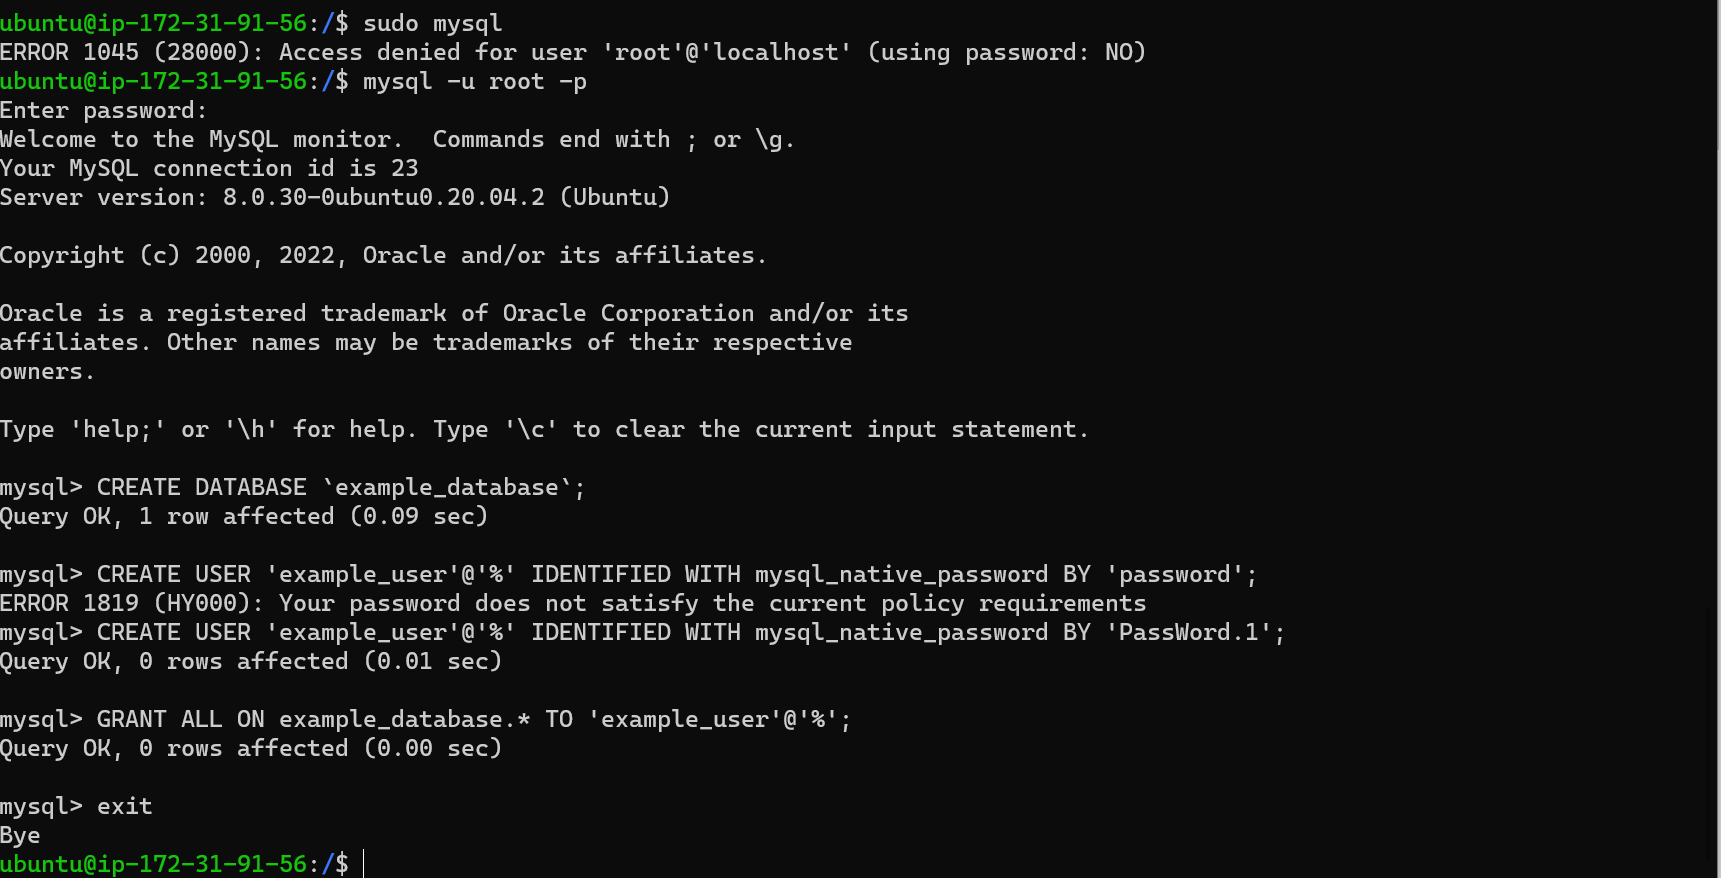 ubuntu@ip-172-31-91-56:/$ sudo mysql
ERROR 1045 (28000): Access denied for user 'root'@'localhost' (using password: NO)
ubuntu@ip-172-31-91-56:/$ mysql -u root -p
Enter password:
Welcome to the MySQL monitor.  Commands end with ; or \g.
Your MySQL connection id is 23
Server version: 8.0.30-0ubuntu0.20.04.2 (Ubuntu)
Copyright (c) 2000, 2022, Oracle and/or its affiliates.
Oracle is a registered trademark of Oracle Corporation and/or its
affiliates. Other names may be trademarks of their respective
owners.
Type 'help;' or '\h' for help. Type '\c' to clear the current input statement.
mysql> CREATE DATABASE `example_database`;
Query OK, 1 row affected (0.09 sec)
mysql> CREATE USER 'example_user'@'%' IDENTIFIED WITH mysql_native_password BY 'password';
ERROR 1819 (HY000): Your password does not satisfy the current policy requirements
mysql> CREATE USER 'example_user'@'%' IDENTIFIED WITH mysql_native_password BY 'PassWord.1';
Query OK, 0 rows affected (0.01 sec)
mysql> GRANT ALL ON example_database.* TO 'example_user'@'%';
Query OK, 0 rows affected (0.00 sec)
mysql> exit
Bye
ubuntu@ip-172-31-91-56:/$